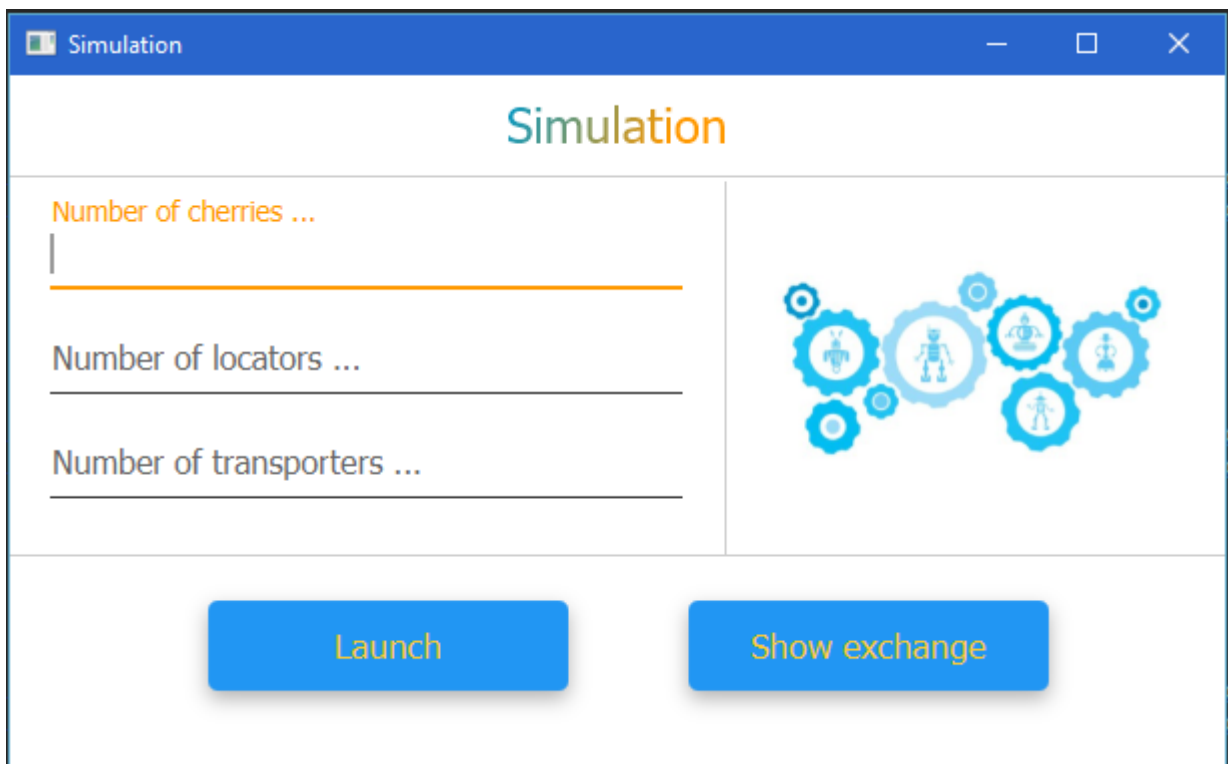 Simulation
Simulation
Number of cherries ...
Number of locators ...
Number of transporters ...
Launch
Show exchange